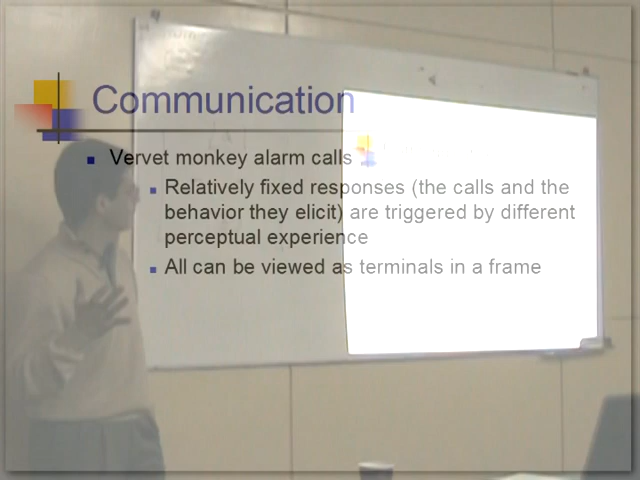 Communication
Vervet monkey alarm calls
Relatively fixed responses (the calls and the
behavior they elicit) are triggered by different
perceptual experience
All can be viewed as terminals in a frame